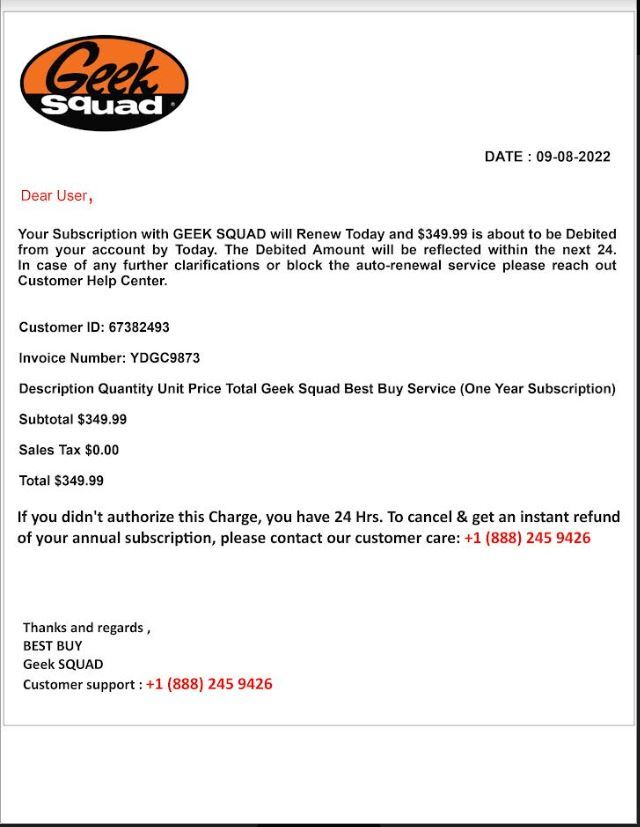 Geek
Squad
DATE : 09-08-2022
Dear User,
Your Subscription with GEEK SQUAD will Renew Today and $349.99 is about to be Debited
from your account by Today. The Debited Amount will be reflected within the next 24.
In case of any further clarifications or block the auto-renewal service please reach out
Customer Help Center.
Customer ID: 67382493
Invoice Number: YDGC9873
Description Quantity Unit Price Total Geek Squad Best Buy Service (One Year Subscription)
Subtotal $349.99
Sales Tax $0.00
Total $349.99
If you didn't authorize this Charge, you have 24 Hrs. To cancel & get an instant refund
of your annual subscription, please contact our customer care: +1 (888) 245 9426
Thanks and regards ,
BEST BUY
Geek SQUAD
Customer support : +1 (888) 245 9426